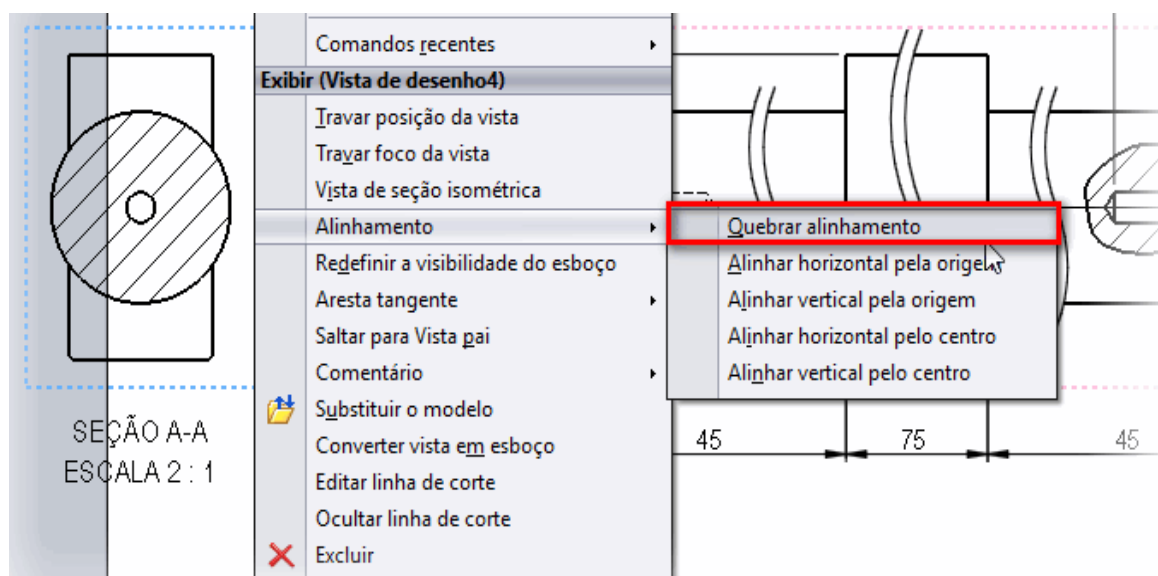 Comandos recentes
Exibir (Vista de desenho4)
Travar posição da vista
Travar foco da vista
Vista de seção isométrica
Alinhamento
Quebrar alinhamento
Redefinir a visibilidade do esboço
Alinhar horizontal pela origem
Aresta tangente
Alinhar vertical pela origem
Saltar para Vista pai
Alinhar horizontal pelo centro
Comentário
Alinhar vertical pelo centro
Substituir o modelo
Converter vista em esboço
Editar linha de corte
Ocultar linha de corte
Excluir
SEÇÃO A-A
ESCALA 2 : 1
45 75 45